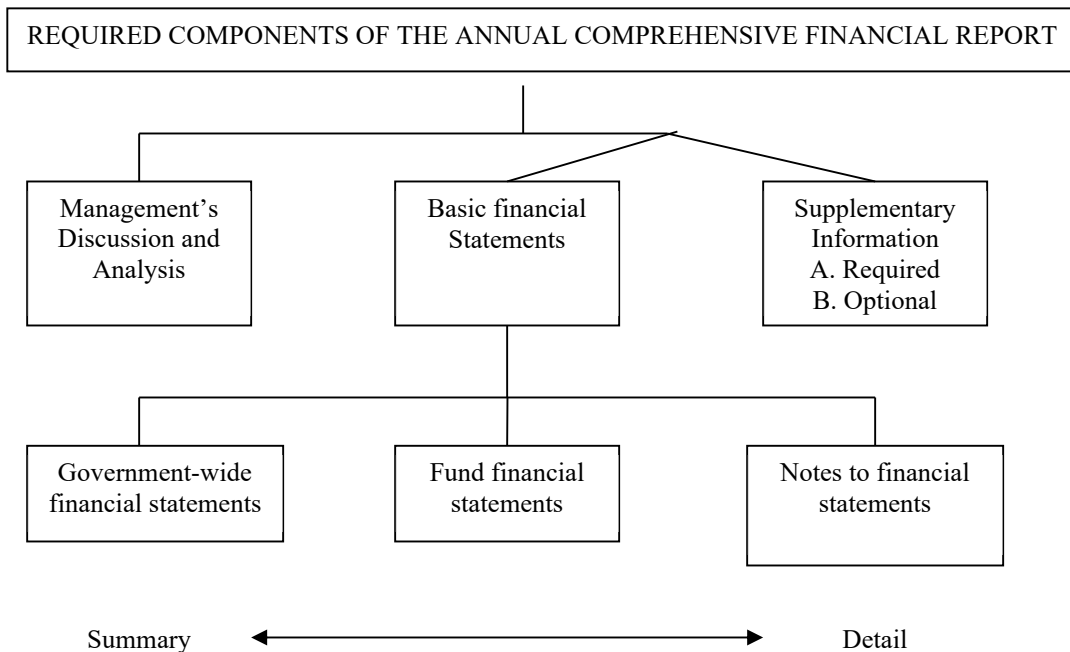 REQUIRED COMPONENTS OF THE ANNUAL COMPREHENSIVE FINANCIAL REPORT
Management’s
Discussion and
Analysis
Basic financial
Statements
Supplementary
Information
A. Required
B. Optional
Government-wide
financial statements
Fund financial
statements
Notes to financial
statements
Summary
Detail